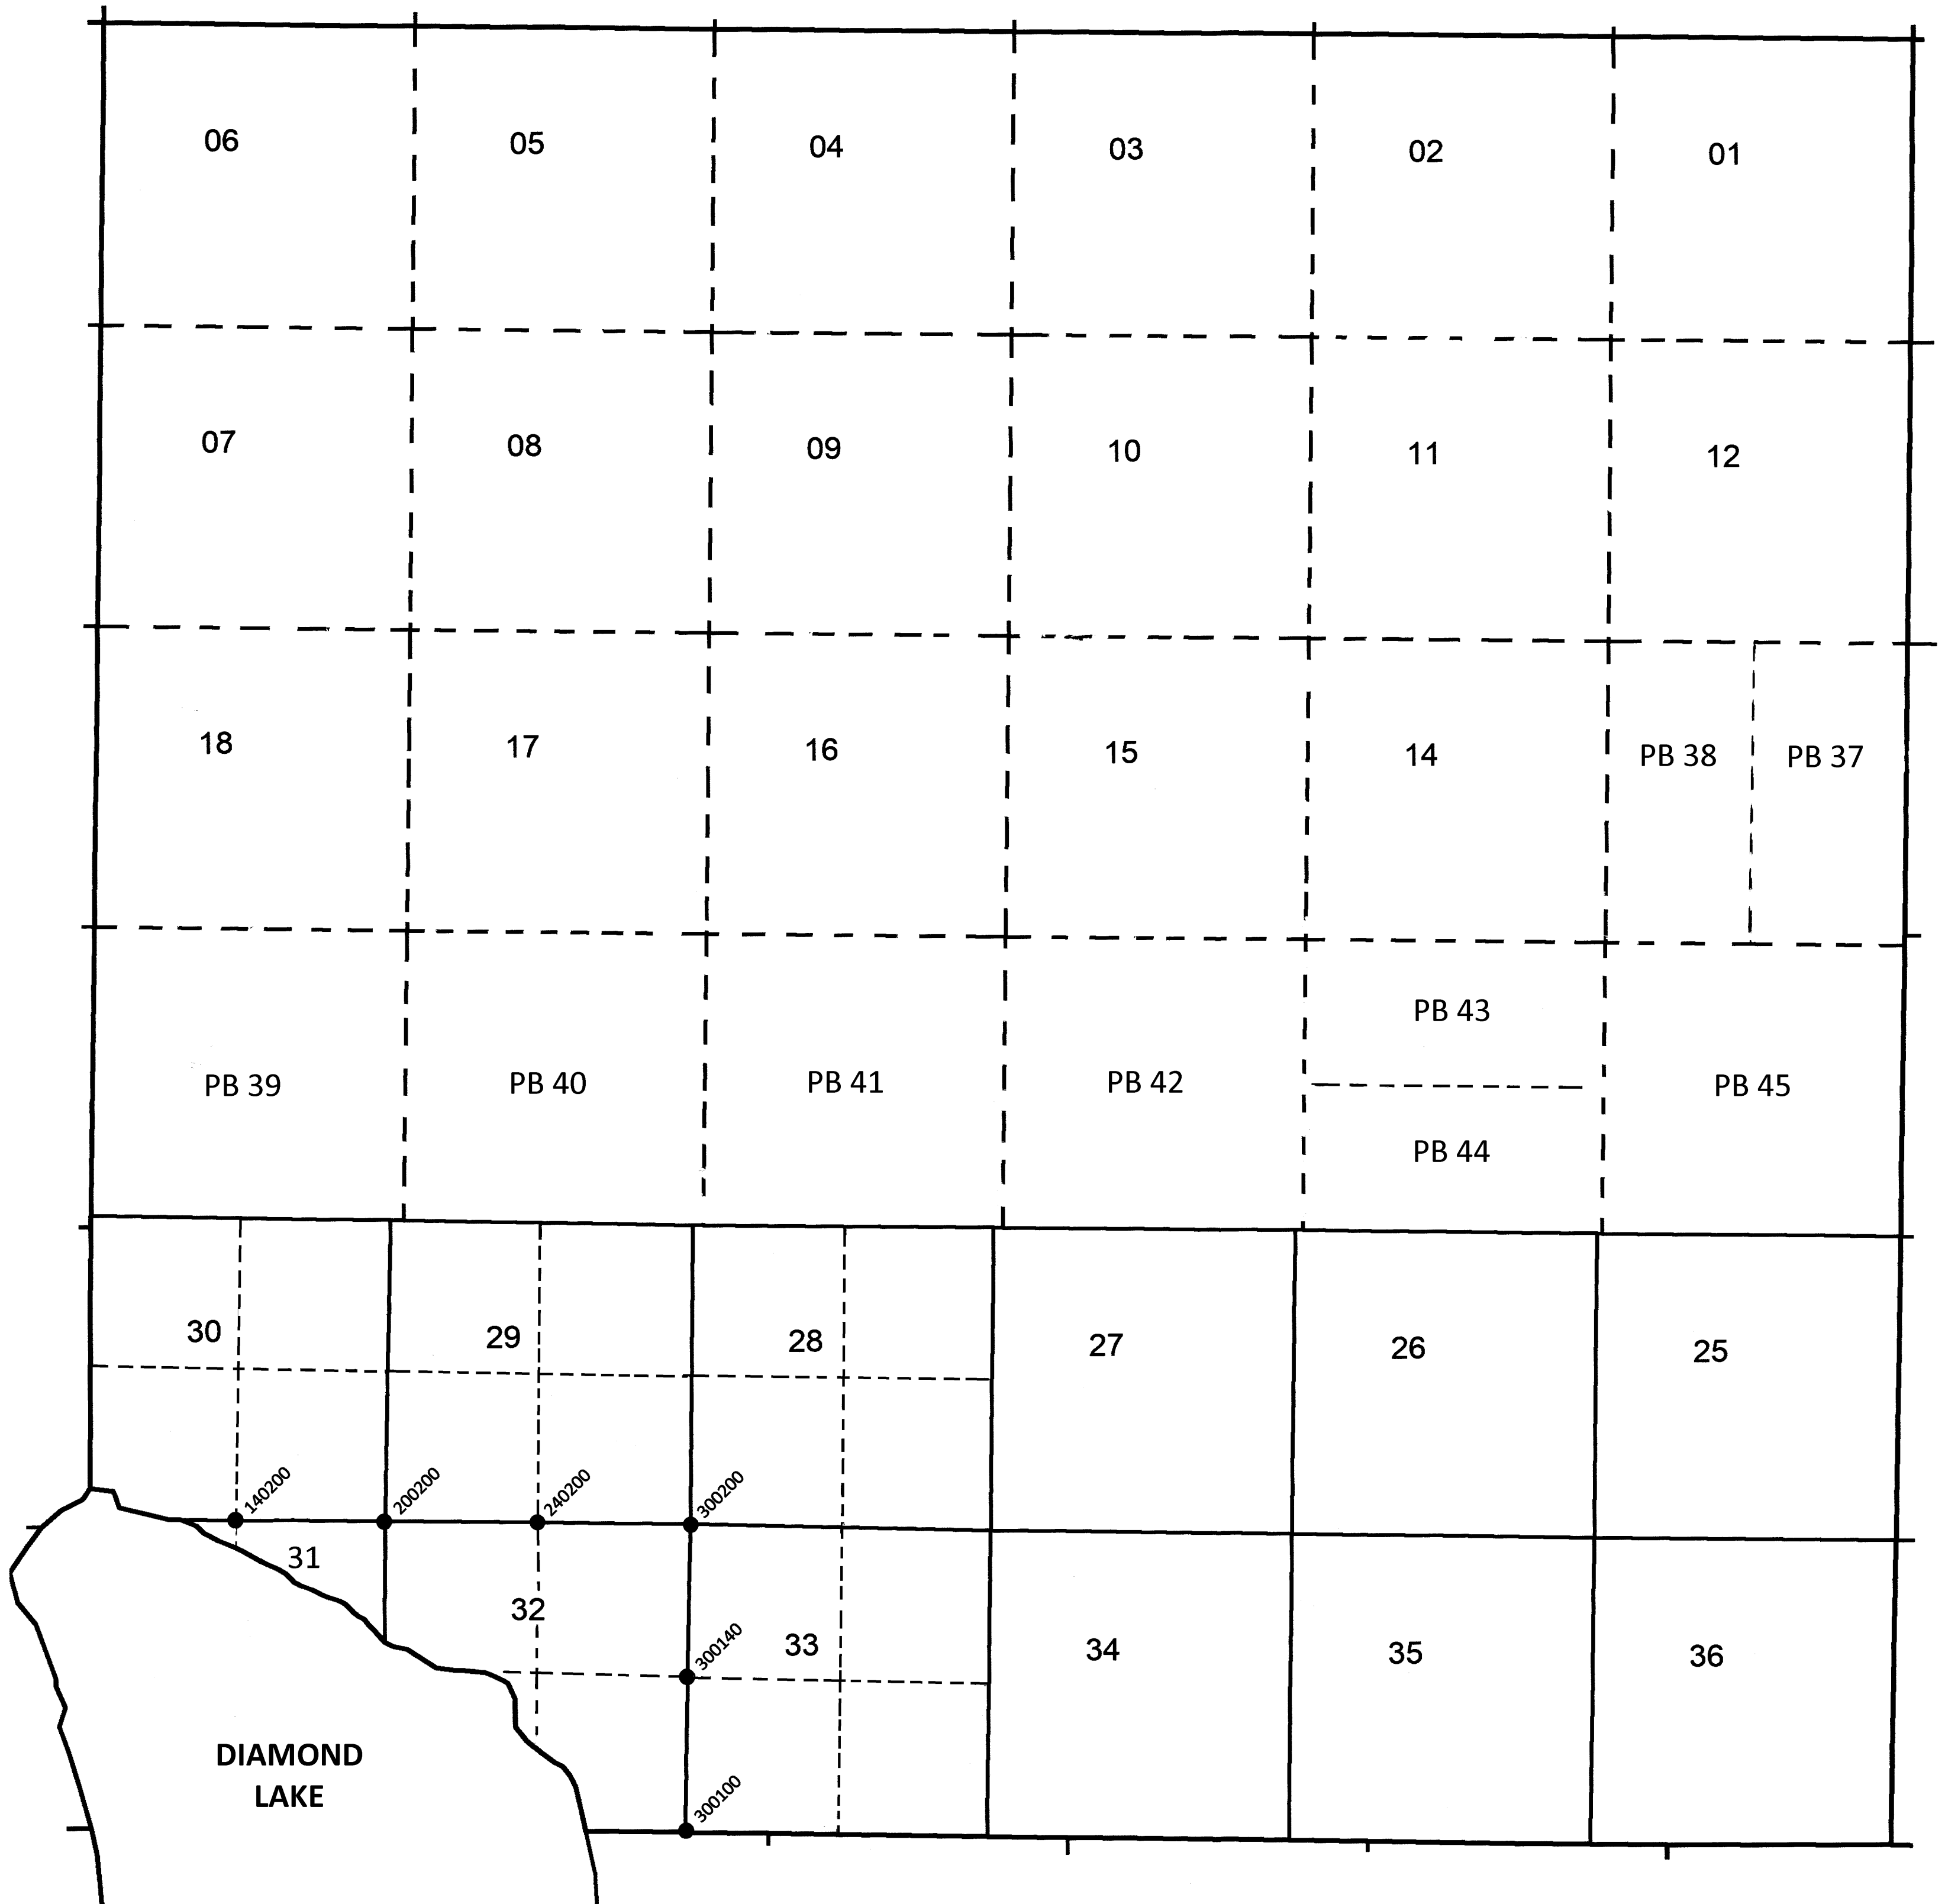 06 05 04 03 02 01
07 08 09 10 11 12
18 17 16 15 14 PB 38 PB 37
PB 43
PB 39 PB 40 PB 41 PB 42 PB 45
PB 44
30 29 28 27 26 25
140200 200200 240200 300200
31
32 33 34 35 36
300140
DIAMOND
LAKE
300100